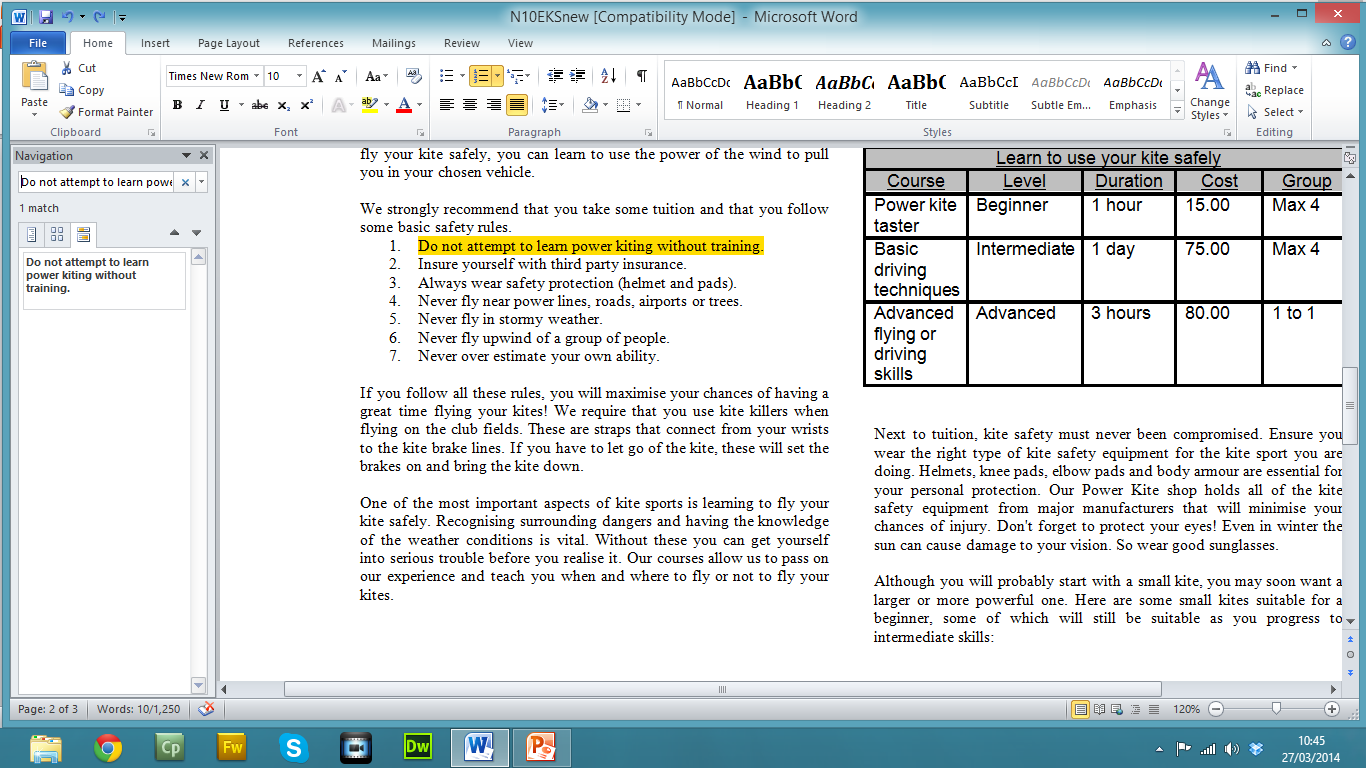 N10EKSnew [Compatibility Mode] - Microsoft Word
File Home Insert Page Layout References Mailings Review View
Paste
Cut
Copy
Format Painter
Clipboard
Times New Rom 10
B I U abc x₂ x²
Font
Paragraph
AaBbCcDc AaBbC AaBbCc AaBbC AaBbCcD AaBbCcDc AaBbCcDc
¶ Normal Heading 1 Heading 2 Title Subtitle Subtle Em... Emphasis
Change Styles
Styles
Find
Replace
Select
Editing
Navigation
Do not attempt to learn powe
1 match
Do not attempt to learn
power kiting without
training.
fly your kite safely, you can learn to use the power of the wind to pull
you in your chosen vehicle.
We strongly recommend that you take some tuition and that you follow
some basic safety rules.
1. Do not attempt to learn power kiting without training.
2. Insure yourself with third party insurance.
3. Always wear safety protection (helmet and pads).
4. Never fly near power lines, roads, airports or trees.
5. Never fly in stormy weather.
6. Never fly upwind of a group of people.
7. Never over estimate your own ability.
If you follow all these rules, you will maximise your chances of having a
great time flying your kites! We require that you use kite killers when
flying on the club fields. These are straps that connect from your wrists
to the kite brake lines. If you have to let go of the kite, these will set the
brakes on and bring the kite down.
One of the most important aspects of kite sports is learning to fly your
kite safely. Recognising surrounding dangers and having the knowledge
of the weather conditions is vital. Without these you can get yourself
into serious trouble before you realise it. Our courses allow us to pass on
our experience and teach you when and where to fly or not to fly your
kites.
Learn to use your kite safely
Course Level Duration Cost Group
Power kite taster Beginner 1 hour 15.00 Max 4
Basic driving techniques Intermediate 1 day 75.00 Max 4
Advanced flying or driving skills Advanced 3 hours 80.00 1 to 1
Next to tuition, kite safety must never been compromised. Ensure you
wear the right type of kite safety equipment for the kite sport you are
doing. Helmets, knee pads, elbow pads and body armour are essential for
your personal protection. Our Power Kite shop holds all of the kite
safety equipment from major manufacturers that will minimise your
chances of injury. Don't forget to protect your eyes! Even in winter the
sun can cause damage to your vision. So wear good sunglasses.
Although you will probably start with a small kite, you may soon want a
larger or more powerful one. Here are some small kites suitable for a
beginner, some of which will still be suitable as you progress to
intermediate skills:
Page: 2 of 3 Words: 10/1,250
120%
Cp Fw S Dw W P
10:45
27/03/2014